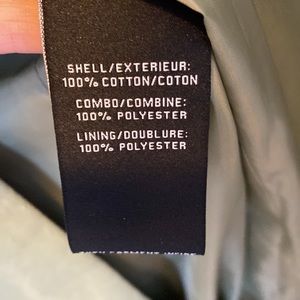 SHELL/EXTERIEUR:
100% COTTON/COTON
COMBO/COMBINE:
100% POLYESTER
LINING/DOUBLURE:
100% POLYESTER